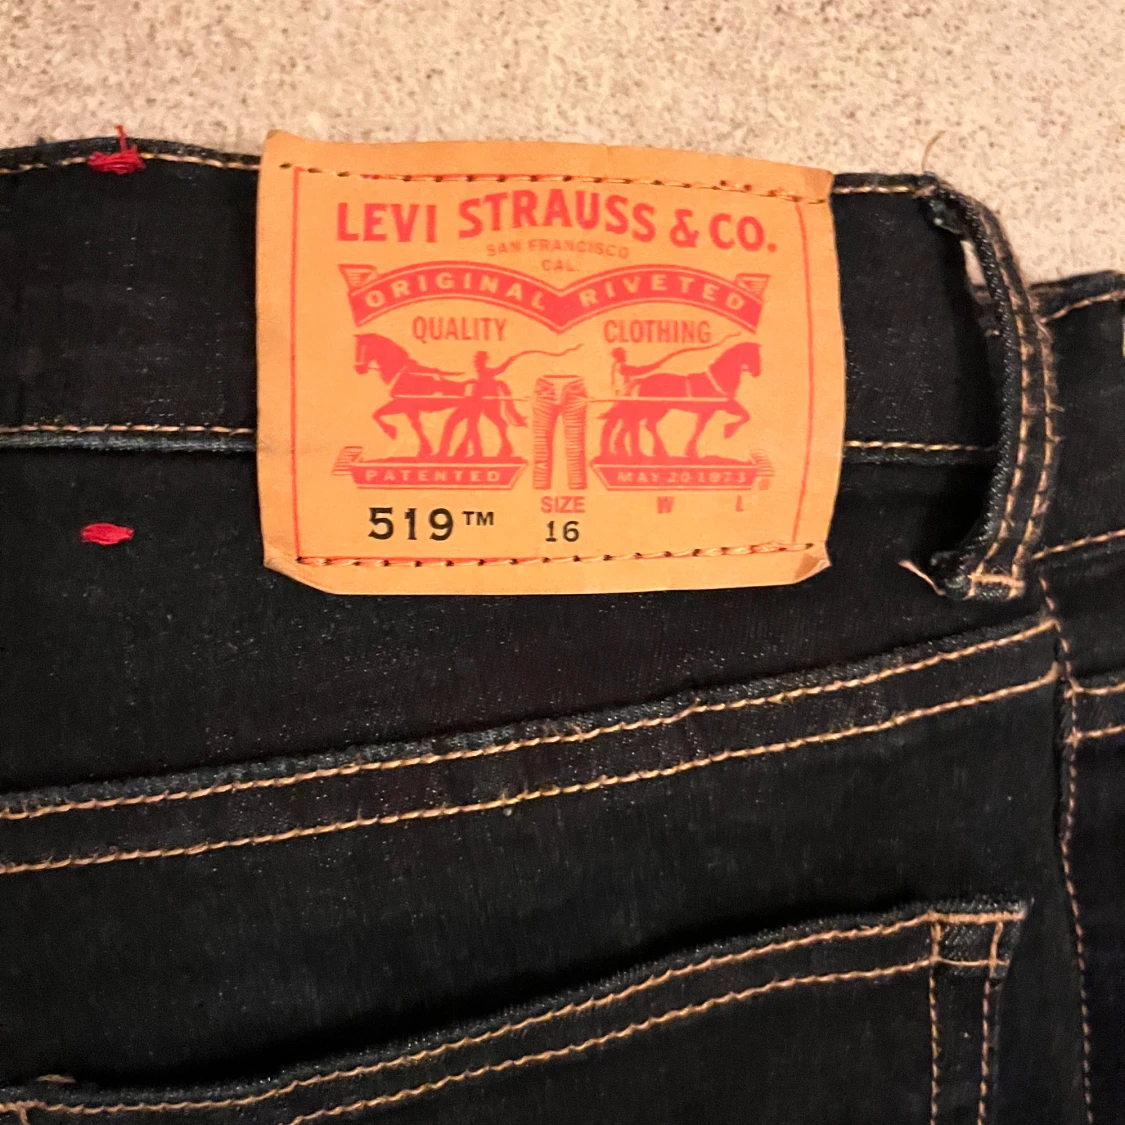 LEVI STRAUSS & CO.
SAN FRANCISCO
CAL.
ORIGINAL RIVETED
QUALITY CLOTHING
PATENTED MAY 20 1873 ®
SIZE W L
519™ 16